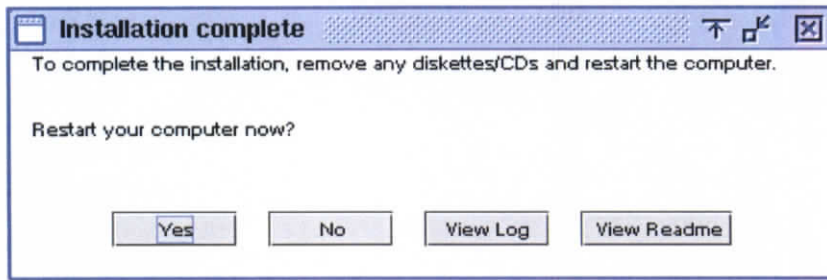 Installation complete
To complete the installation, remove any diskettes/CDs and restart the computer.
Restart your computer now?
Yes No View Log View Readme